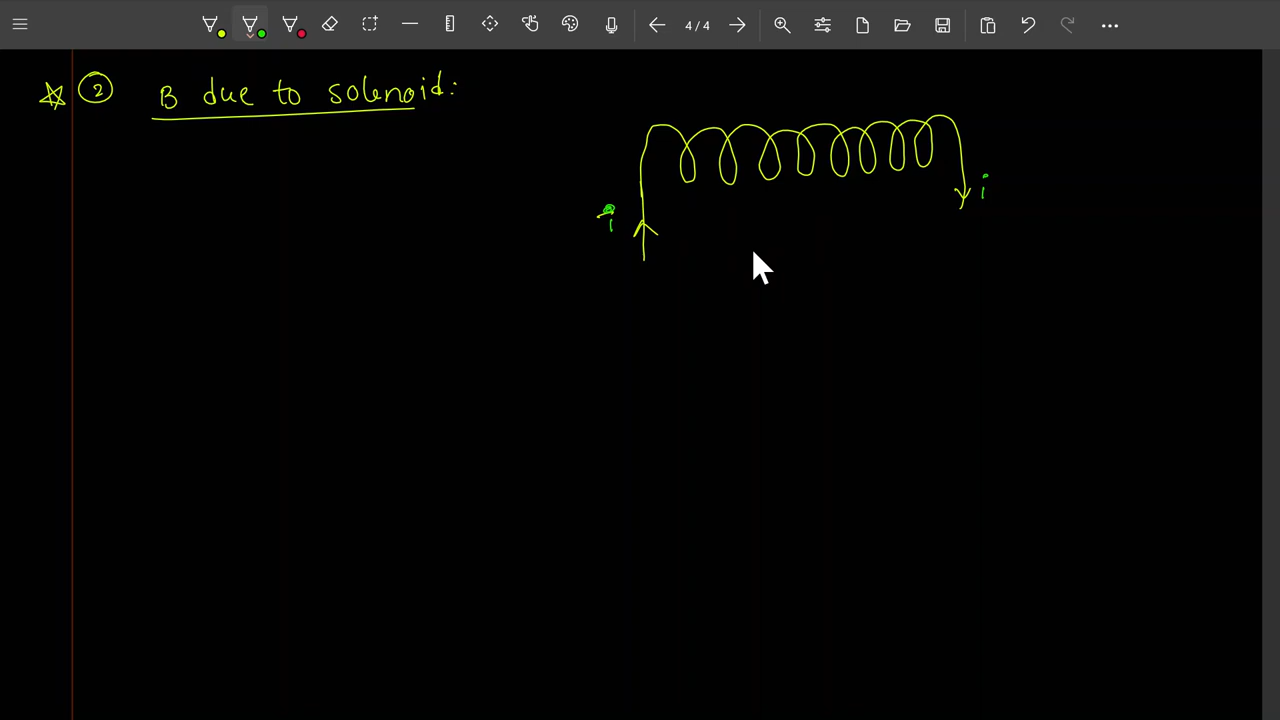 4/4
② B due to solenoid:
i
i